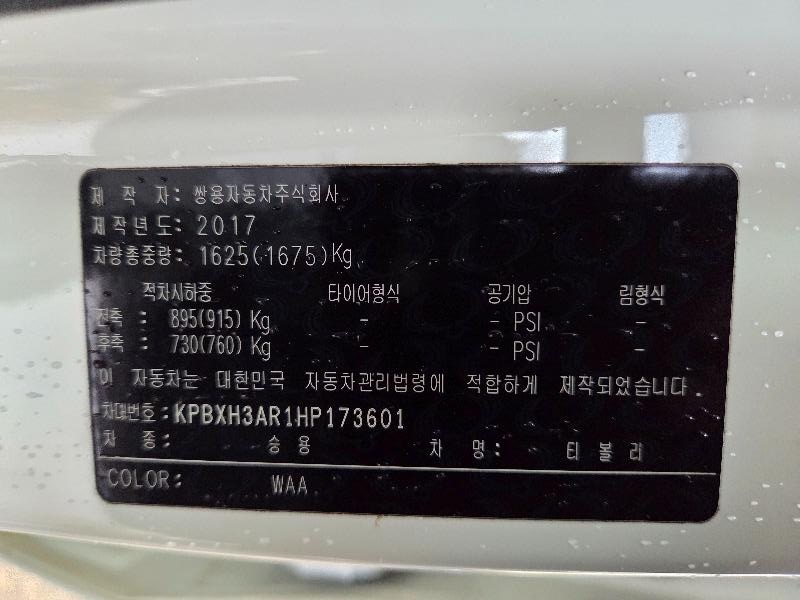 제 작 자: 쌍용자동차주식회사
제작년도: 2017
차량총중량: 1625(1675)Kg
적차시하중 타이어형식 공기압 림형식
전축 : 895(915) Kg - - PSI -
후축 : 730(760) Kg - - PSI -
이 자동차는 대한민국 자동차관리법령에 적합하게 제작되었습니다.
차대번호: KPBXH3AR1HP173601
차 종: 승용 차 명: 티볼리
COLOR: WAA